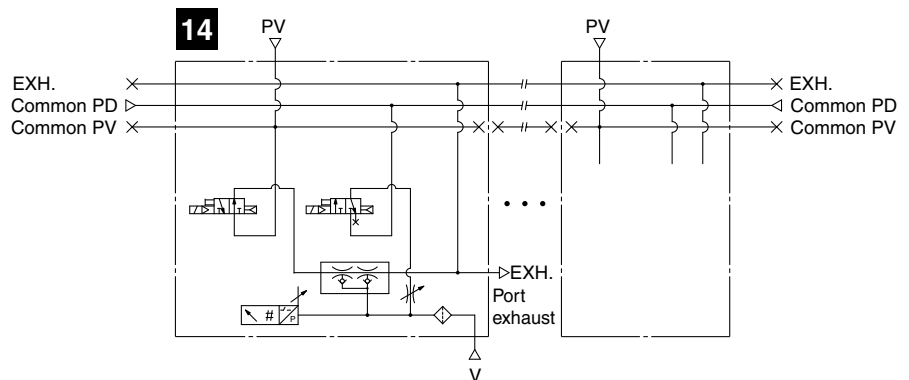 14
PV
PV
EXH.
EXH.
Common PD
Common PD
Common PV
Common PV
EXH.
Port
exhaust
#
P
V